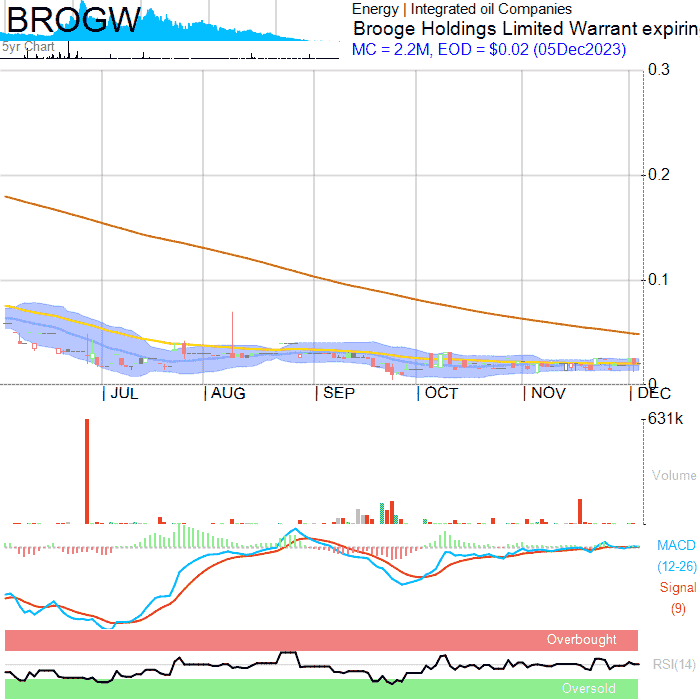 BROGW
5yr Chart
Energy | Integrated oil Companies
Brooge Holdings Limited Warrant expirin
MC = 2.2M, EOD = $0.02 (05Dec2023)
0.3
0.2
0.1
0
JUL AUG SEP OCT NOV DEC
631k
Volume
MACD
(12-26)
Signal
(9)
Overbought
RSI(14)
Oversold